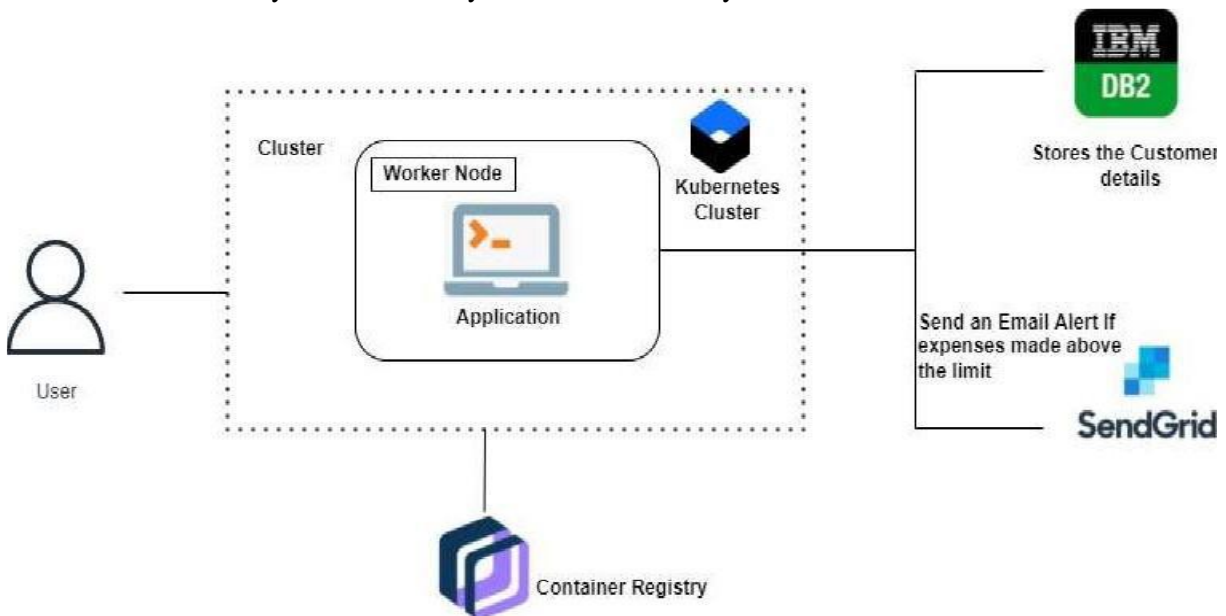 IBM
DB2
Stores the Customer
details
Cluster
Worker Node
Kubernetes
Cluster
Application
User
Send an Email Alert If
expenses made above
the limit
SendGrid
Container Registry